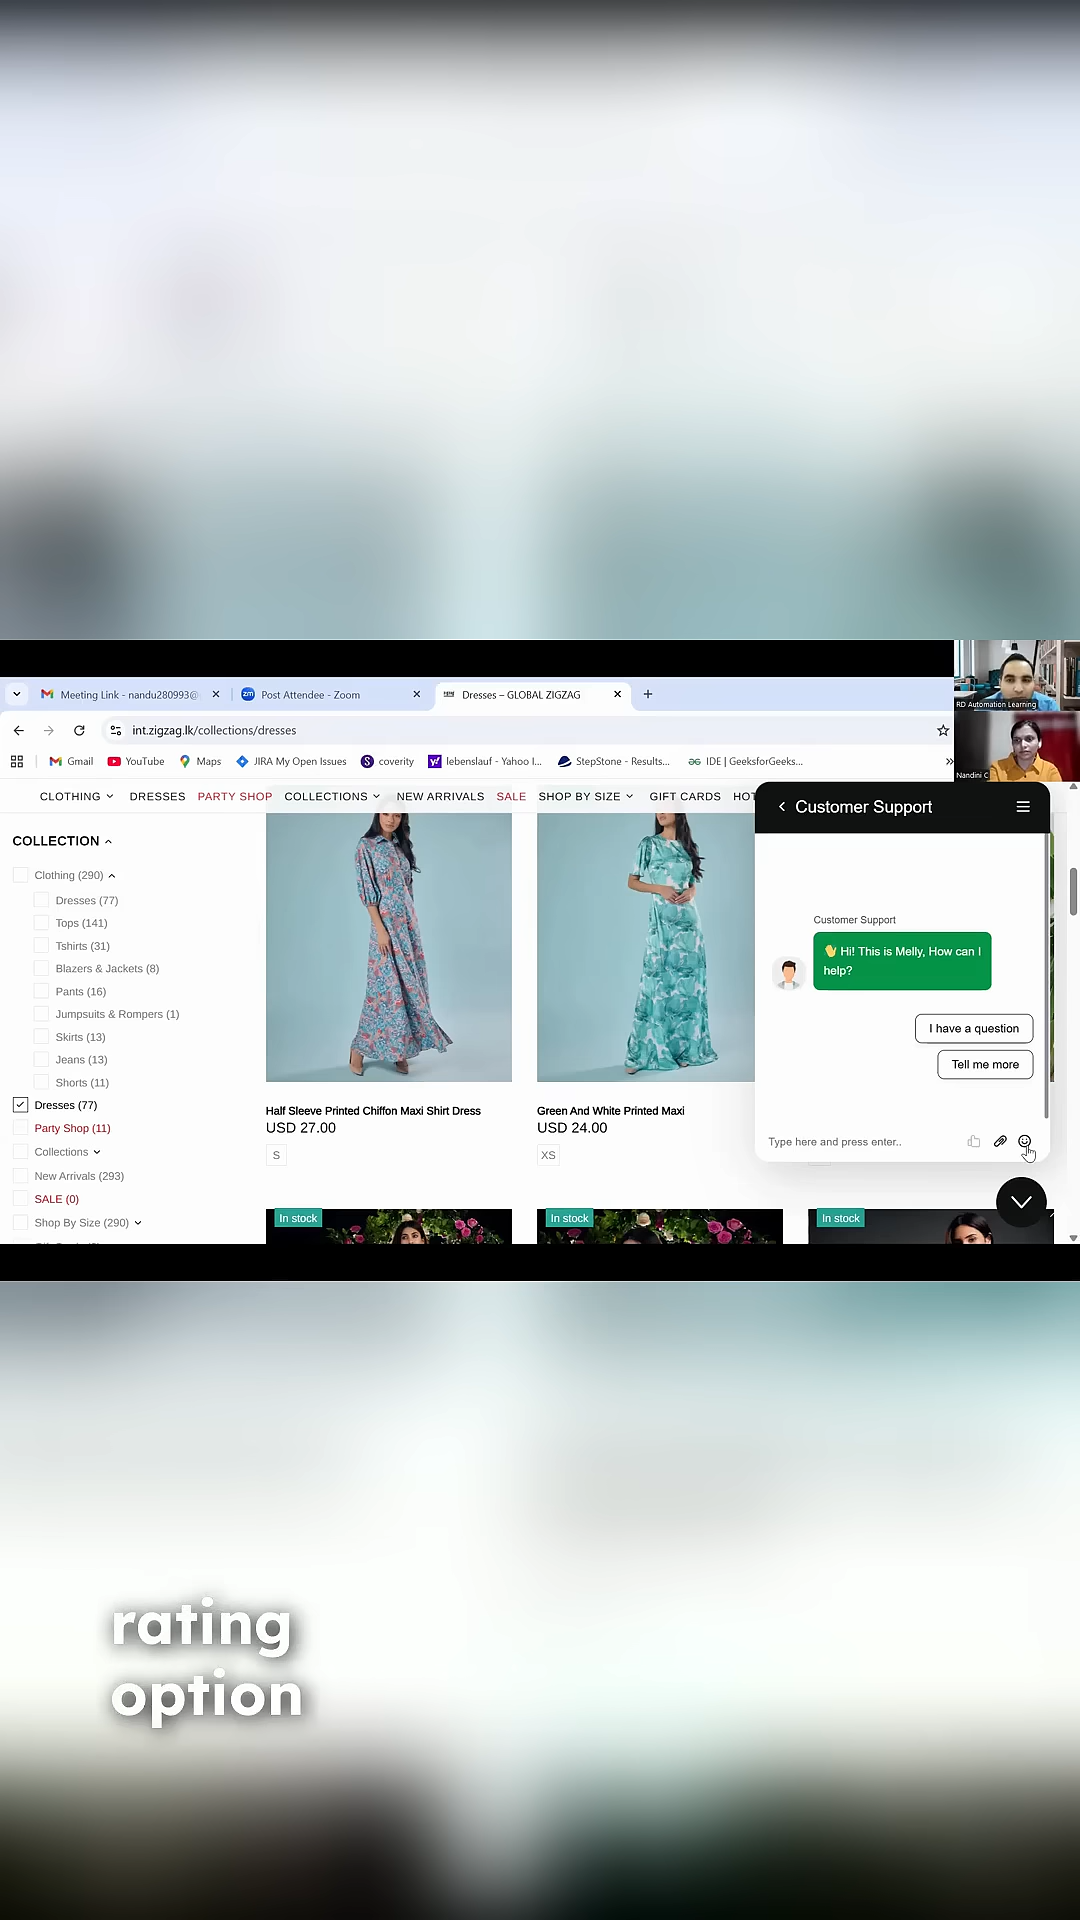 Meeting Link - nandu280993@
Post Attendee - Zoom
Dresses – GLOBAL ZIGZAG
RD Automation Learning
int.zigzag.lk/collections/dresses
Gmail
YouTube
Maps
JIRA My Open Issues
coverity
lebenslauf - Yahoo I...
StepStone - Results...
IDE | GeeksforGeeks...
Nandini C
CLOTHING
DRESSES
PARTY SHOP
COLLECTIONS
NEW ARRIVALS
SALE
SHOP BY SIZE
GIFT CARDS
HOT
COLLECTION
Clothing (290)
Dresses (77)
Tops (141)
Tshirts (31)
Blazers & Jackets (8)
Pants (16)
Jumpsuits & Rompers (1)
Skirts (13)
Jeans (13)
Shorts (11)
Dresses (77)
Party Shop (11)
Collections
New Arrivals (293)
SALE (0)
Shop By Size (290)
Half Sleeve Printed Chiffon Maxi Shirt Dress
USD 27.00
S
Green And White Printed Maxi
USD 24.00
XS
In stock
In stock
In stock
Customer Support
Customer Support
👋 Hi! This is Melly, How can I
help?
I have a question
Tell me more
Type here and press enter..
rating
option